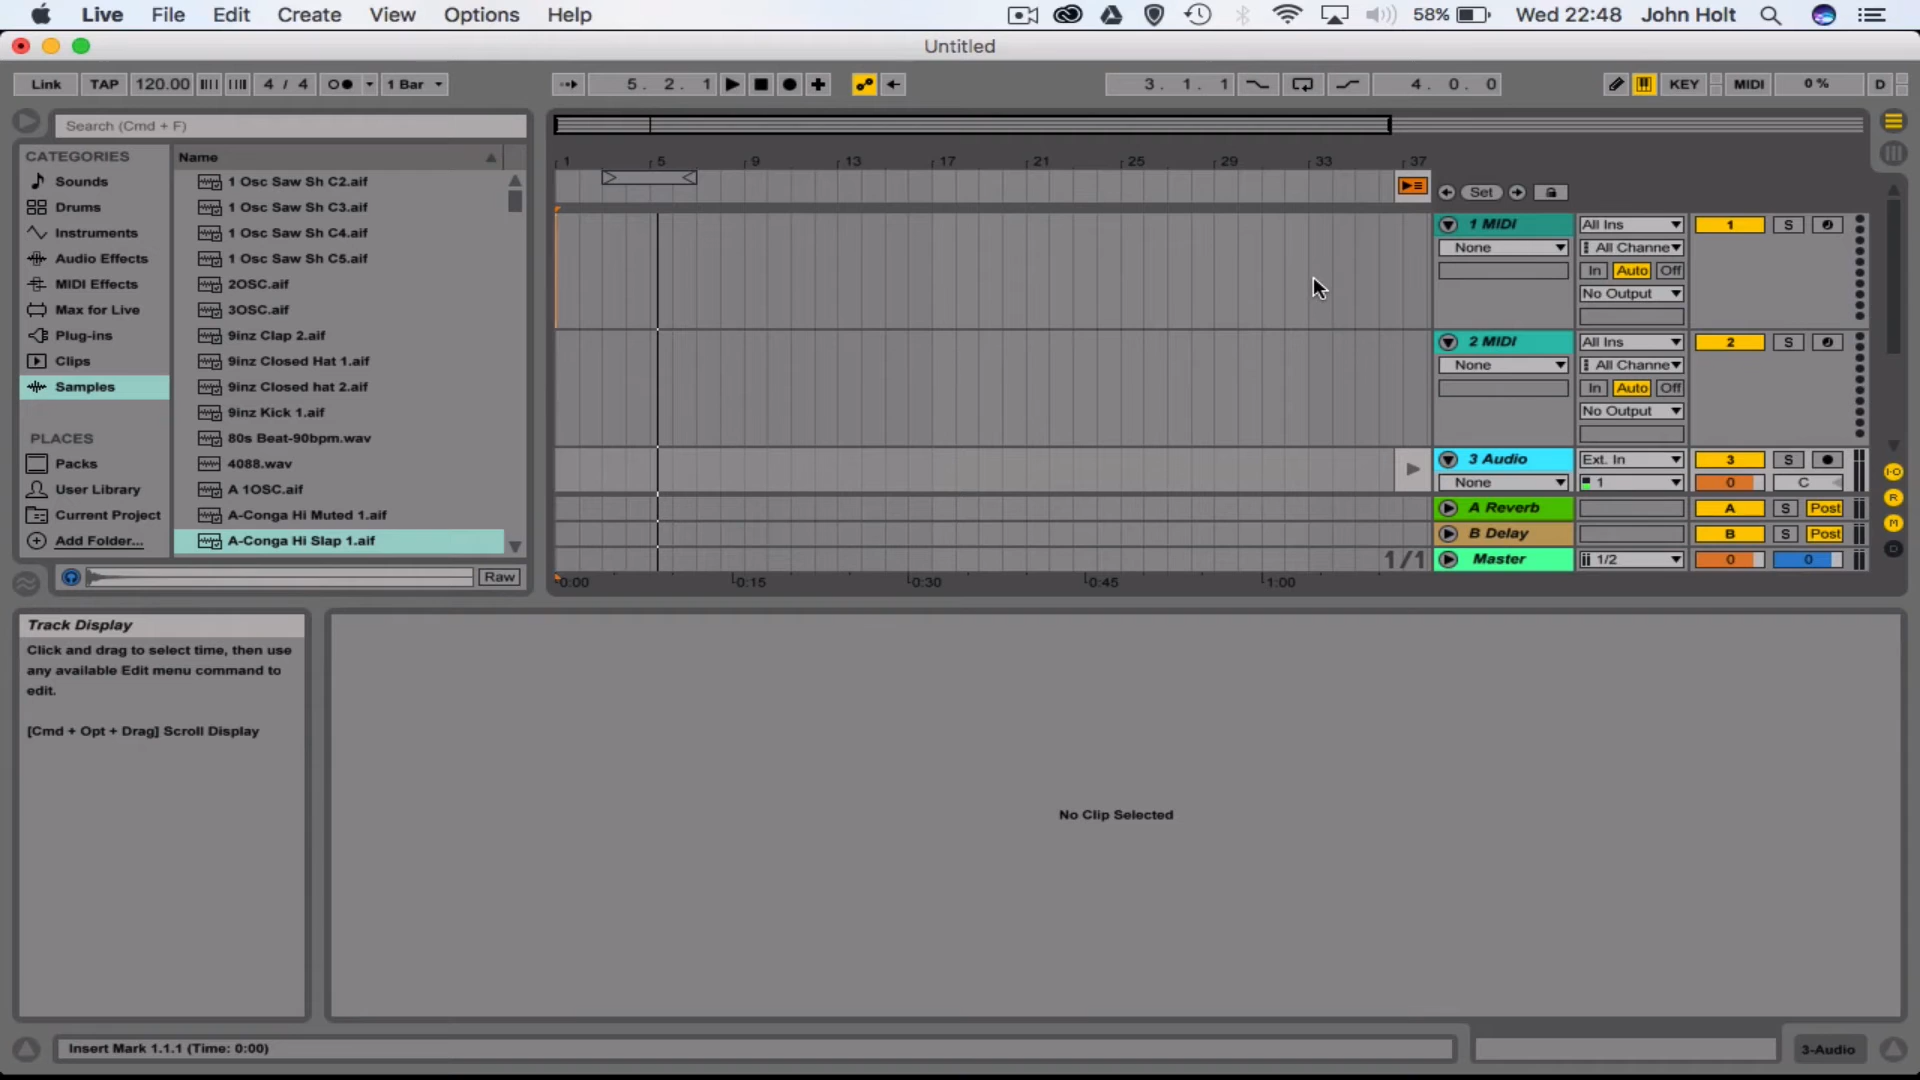 Live File Edit Create View Options Help 58% Wed 22:48 John Holt
Untitled
Link TAP 120.00 4 / 4 1 Bar 5. 2. 1 3. 1. 1 4. 0. 0 KEY MIDI 0 % D
Search (Cmd + F)
CATEGORIES
Sounds
Drums
Instruments
Audio Effects
MIDI Effects
Max for Live
Plug-ins
Clips
Samples
PLACES
Packs
User Library
Current Project
Add Folder...
Name
1 Osc Saw Sh C2.aif
1 Osc Saw Sh C3.aif
1 Osc Saw Sh C4.aif
1 Osc Saw Sh C5.aif
2OSC.aif
3OSC.aif
9inz Clap 2.aif
9inz Closed Hat 1.aif
9inz Closed hat 2.aif
9inz Kick 1.aif
80s Beat-90bpm.wav
4088.wav
A 1OSC.aif
A-Conga Hi Muted 1.aif
A-Conga Hi Slap 1.aif
Raw
1 5 9 13 17 21 25 29 33 37
Set
1 MIDI All Ins 1 S
None All Channe
In Auto Off
No Output
2 MIDI All Ins 2 S
None All Channe
In Auto Off
No Output
3 Audio Ext. In 3 S
None 1 0 C
A Reverb A S Post
B Delay B S Post
1/1 Master 1/2 0 0
0:00 0:15 0:30 0:45 1:00
I-O
R
M
D
Track Display
Click and drag to select time, then use
any available Edit menu command to
edit.
[Cmd + Opt + Drag] Scroll Display
No Clip Selected
Insert Mark 1.1.1 (Time: 0:00)
3-Audio